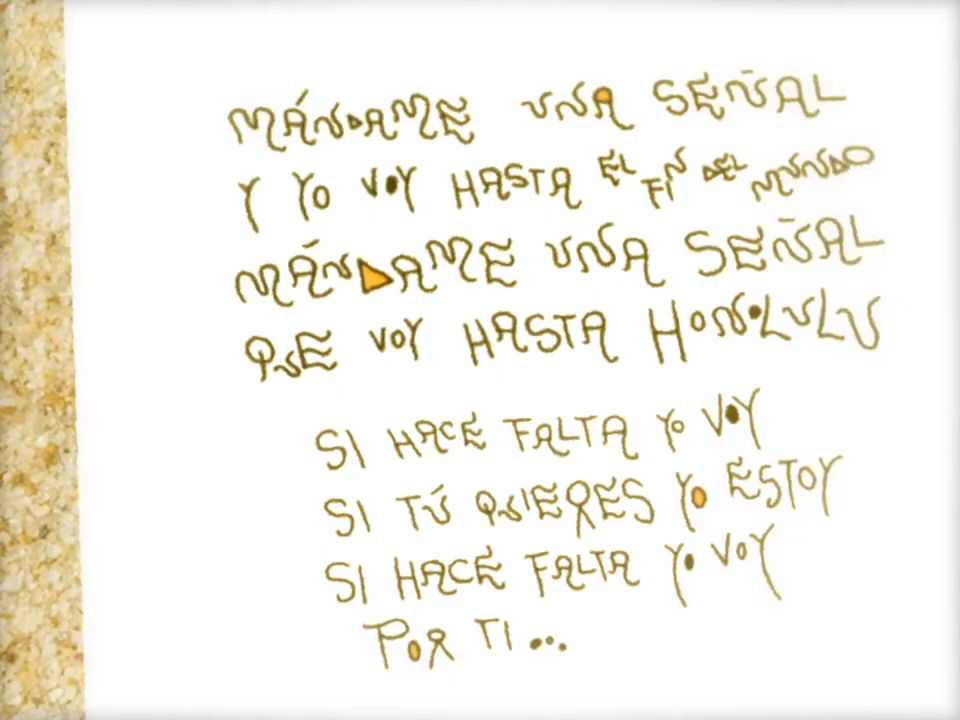 MÁNDAME UNA SEÑAL
Y YO VOY HASTA EL FIN DEL MUNDO
MÁNDAME UNA SEÑAL
QUE VOY HASTA HONOLULU
SI HACE FALTA YO VOY
SI TÚ QUIERES YO ESTOY
SI HACE FALTA YO VOY
POR TI...